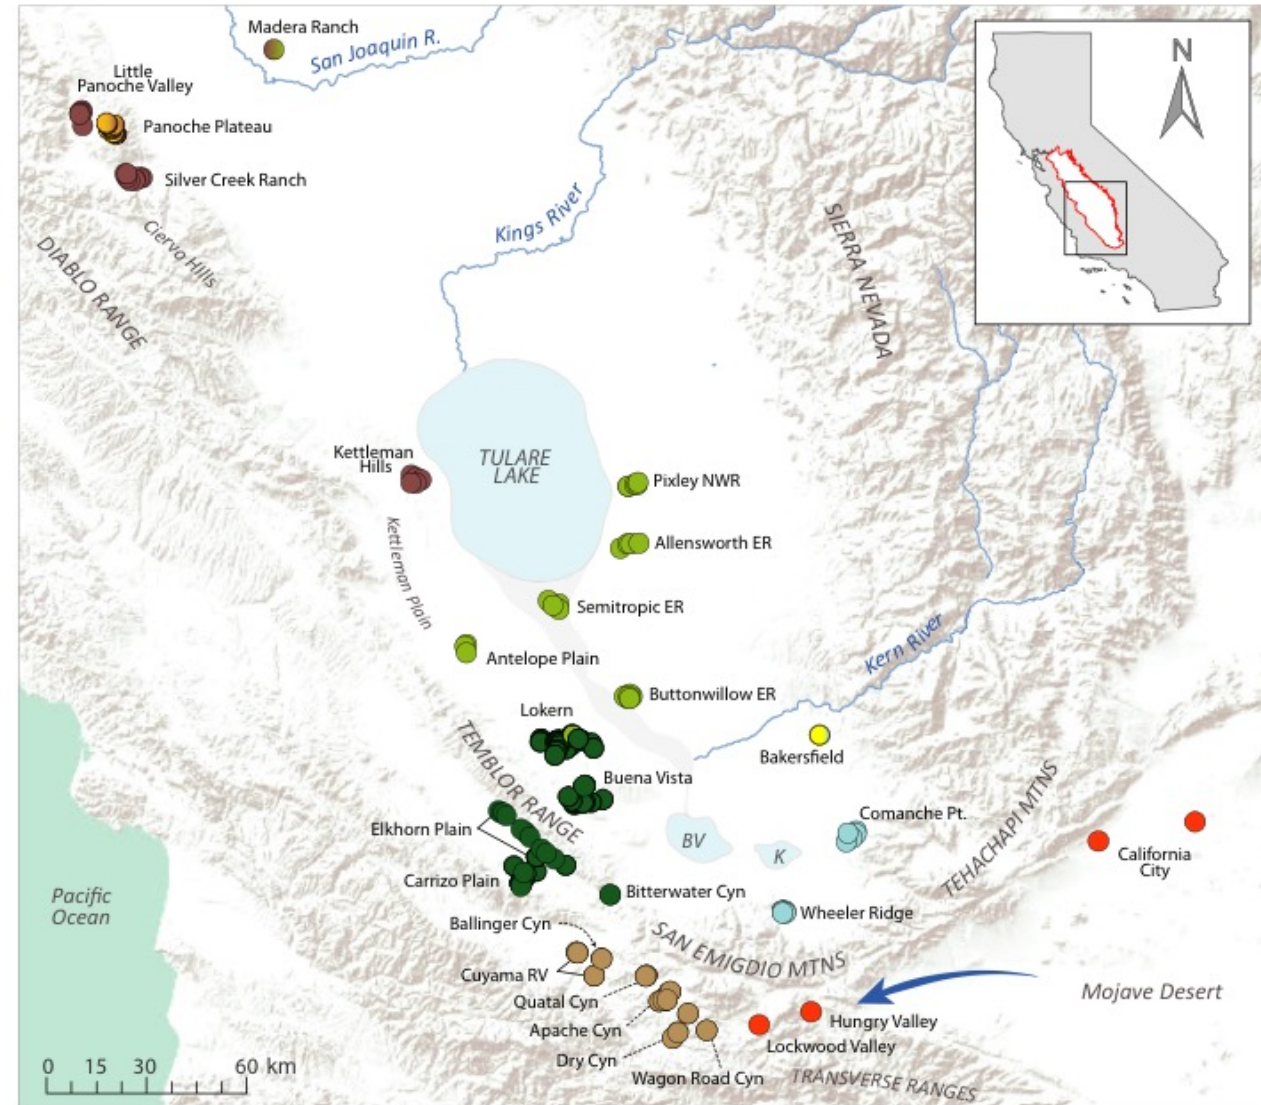 Madera Ranch
San Joaquin R.
N
Little
Panoche Valley
Panoche Plateau
Silver Creek Ranch
Ciervo Hills
DIABLO RANGE
Kings River
SIERRA NEVADA
Kettleman
Hills
TULARE
LAKE
Pixley NWR
Kettleman Plain
Allensworth ER
Semitropic ER
Antelope Plain
Kern River
Buttonwillow ER
Lokern
TEMBLOR RANGE
Bakersfield
Buena Vista
Elkhorn Plain
BV
K
Comanche Pt.
TEHACHAPI MTNS
California
City
Carrizo Plain
Bitterwater Cyn
Pacific
Ocean
Wheeler Ridge
Ballinger Cyn
SAN EMIGDIO MTNS
Cuyama RV
Quatal Cyn
Mojave Desert
Apache Cyn
Hungry Valley
Lockwood Valley
Dry Cyn
Wagon Road Cyn
TRANSVERSE RANGES
0 15 30 60 km